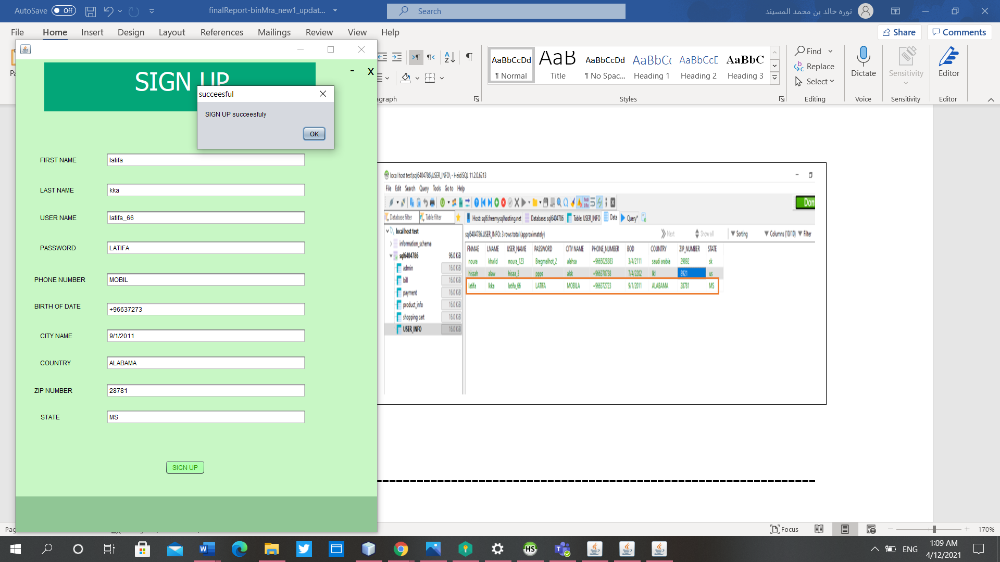 AutoSave Off
finalReport-binMra_new1_updat...
Search
نوره خالد بن محمد المسيند
File Home Insert Design Layout References Mailings Review View Help
Share Comments
AaBbCcDd AaB AaBbCcDd AaBbCc AaBbCcD AaBbC
¶ Normal Title ¶ No Spac... Heading 1 Heading 2 Heading 3
Styles
Find
Replace
Select
Editing
Dictate
Voice
Sensitivity
Sensitivity
Editor
Editor
SIGN UP
- X
succeesful
SIGN UP succeesfuly
OK
FIRST NAME latifa
LAST NAME kka
USER NAME latifa_66
PASSWORD LATIFA
PHONE NUMBER MOBIL
BIRTH OF DATE +96637273
CITY NAME 9/1/2011
COUNTRY ALABAMA
ZIP NUMBER 28781
STATE MS
SIGN UP
local host test\sql6404786\USER_INFO\ - HeidiSQL 11.2.0.6213
File Edit Search Query Tools Go to Help
Database filter Table filter
Host: sql6.freemysqlhosting.net Database: sql6404786 Table: USER_INFO Data Query*
local host test
information_schema
sql6404786 96.0 KiB
admin 16.0 KiB
bill 16.0 KiB
payment 16.0 KiB
product_info 16.0 KiB
shopping cart 16.0 KiB
USER_INFO 16.0 KiB
sql6404786.USER_INFO: 3 rows total (approximately) Next Show all Sorting Columns (10/10) Filter
FNMAE LNAME USER_NAME PASSWORD CITY NAME PHONE_NUMBER BOD COUNTRY ZIP_NUMBER STATE
noura khalid noura_123 Bregmalhot_2 alahsa +9665028383 3/4/2111 saudi arabia 29892 sk
hissah alaw hisaa_3 ppps alsk +966378738 7/4/2202 lkl 8921 us
latifa lkka latifa_66 LATIFA MOBILA +966372723 9/1/2011 ALABAMA 28781 MS
Focus
170%
ENG
1:09 AM
4/12/2021